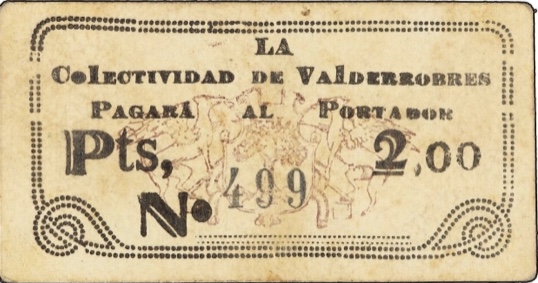 LA
Colectividad de Valderrobres
Pagará al Portador
Pts, 2,00
Nº 499